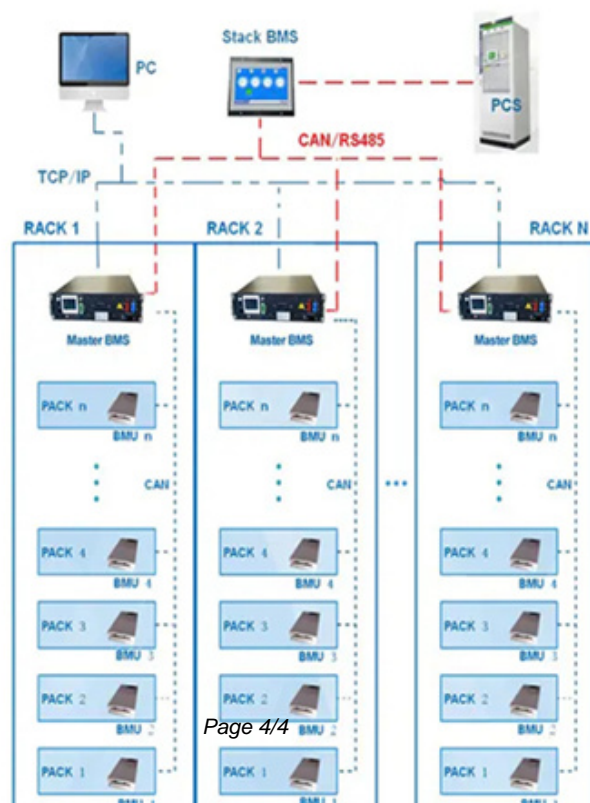 Stack BMS
PC
PCS
CAN/RS485
TCP/IP
RACK 1
RACK 2
RACK N
Master BMS
Master BMS
Master BMS
PACK n
PACK n
PACK n
BMU n
BMU n
BMU n
CAN
CAN
CAN
PACK 4
PACK 4
PACK 4
BMU 4
BMU 4
BMU 4
PACK 3
PACK 3
PACK 3
BMU 3
BMU 3
BMU 3
PACK 2
PACK 2
PACK 2
BMU 2
BMU 2
BMU 2
Page 4/4
PACK 1
PACK 1
PACK 1